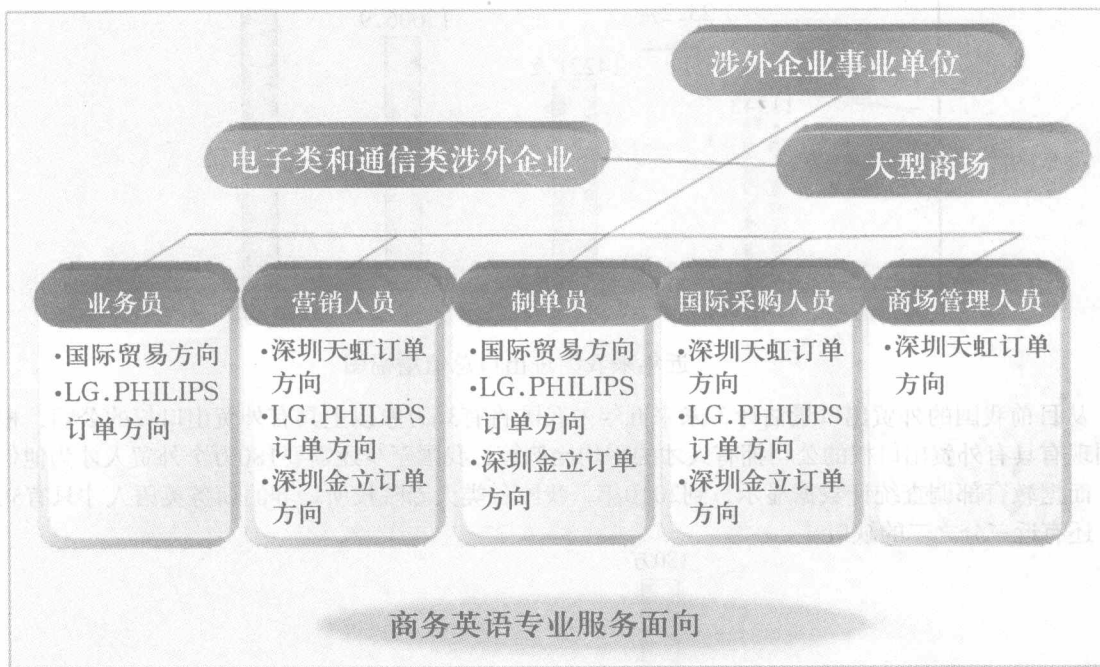 涉外企业事业单位
电子类和通信类涉外企业
大型商场
业务员
·国际贸易方向
·LG.PHILIPS
订单方向
营销人员
·深圳天虹订单
方向
·LG.PHILIPS
订单方向
·深圳金立订单
方向
制单员
·国际贸易方向
·LG.PHILIPS
订单方向
·深圳金立订单
方向
国际采购人员
·深圳天虹订单
方向
·LG.PHILIPS
订单方向
·深圳金立订单
方向
商场管理人员
·深圳天虹订单
方向
商务英语专业服务面向